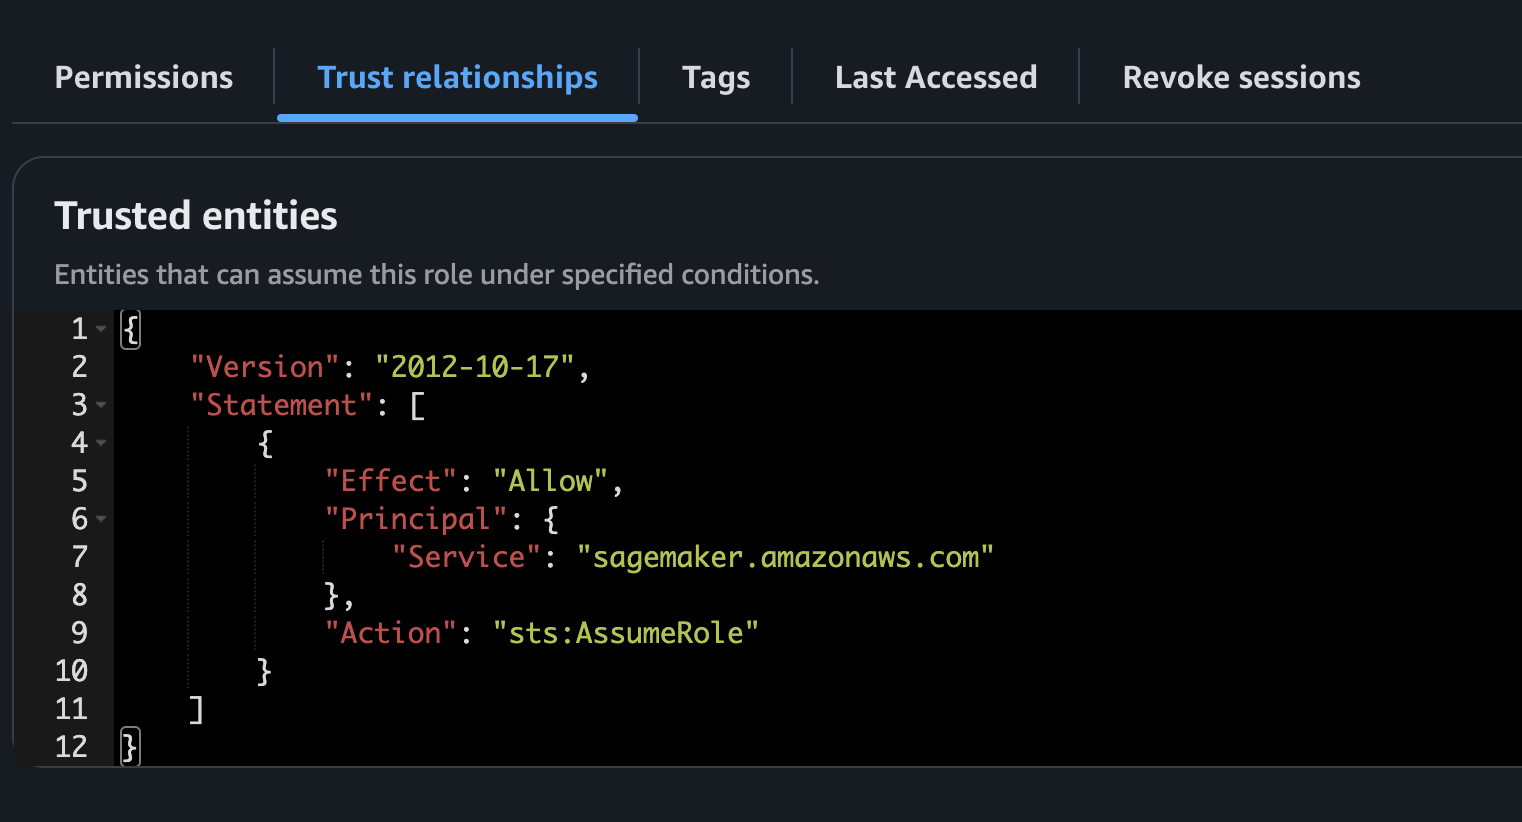 Permissions Trust relationships Tags Last Accessed Revoke sessions
Trusted entities
Entities that can assume this role under specified conditions.
1 {
2     "Version": "2012-10-17",
3     "Statement": [
4         {
5             "Effect": "Allow",
6             "Principal": {
7                 "Service": "sagemaker.amazonaws.com"
8             },
9             "Action": "sts:AssumeRole"
10         }
11     ]
12 }